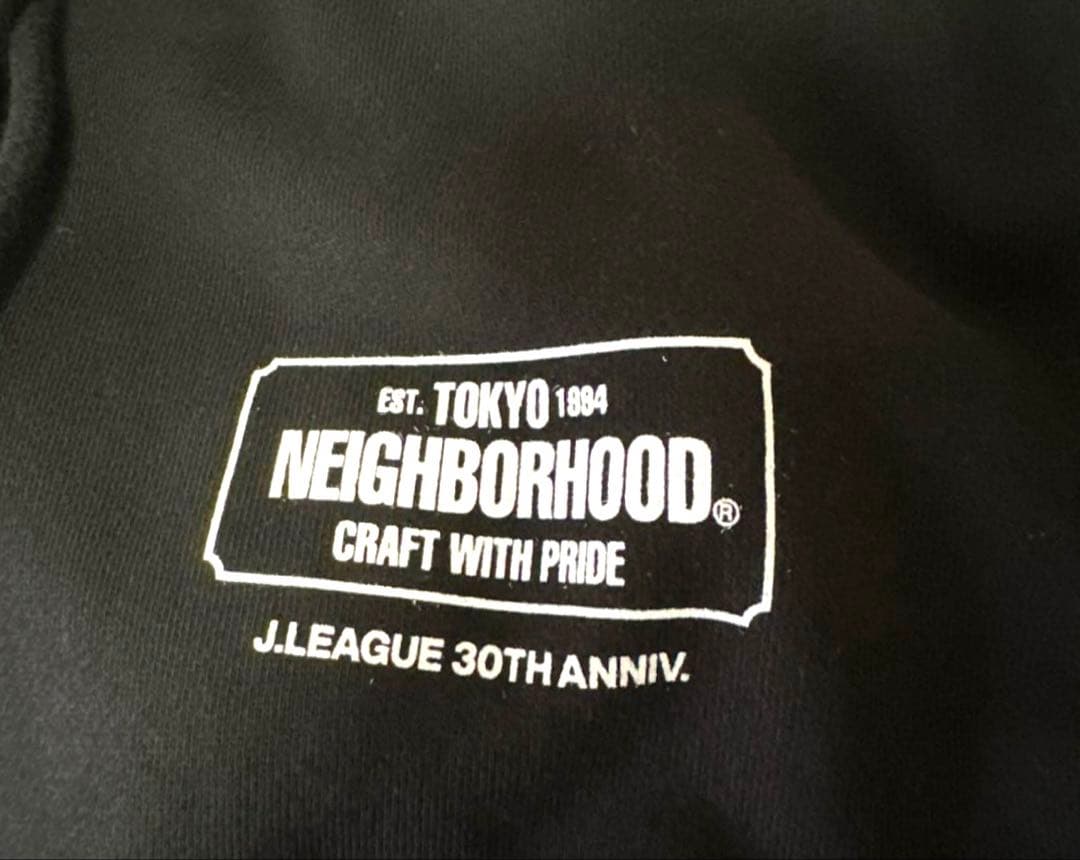 EST. TOKYO 1994
NEIGHBORHOOD®
CRAFT WITH PRIDE
J.LEAGUE 30TH ANNIV.